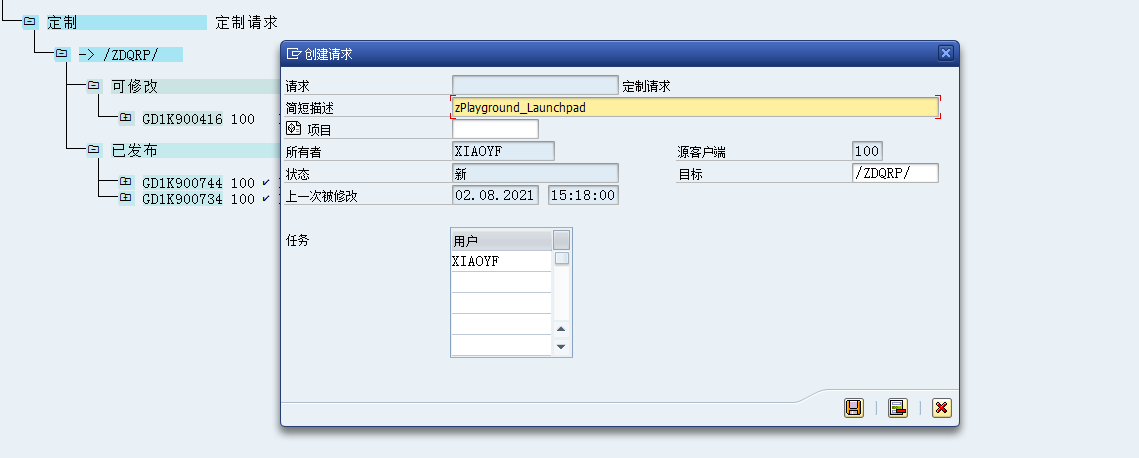 定制 定制请求
-> /ZDQRP/
可修改
GD1K900416 100
已发布
GD1K900744 100 ✔
GD1K900734 100 ✔
创建请求
请求 定制请求
简短描述 zPlayground_Launchpad
项目
所有者 XIAOYF 源客户端 100
状态 新 目标 /ZDQRP/
上一次被修改 02.08.2021 15:18:00
任务 用户
XIAOYF